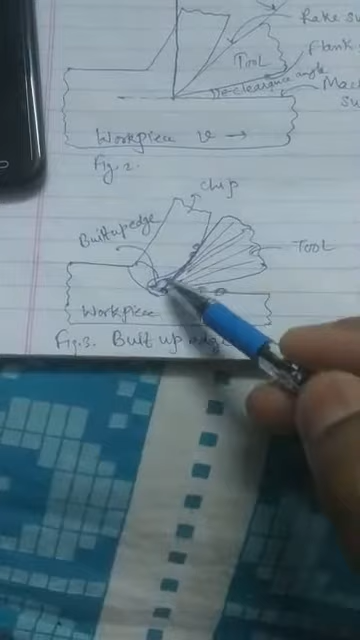 Rake
Tool
Flank
clearance angle
Workpiece v →
Fig. 2.
chip
Built up edge
Tool
Workpiece
Fig. 3. Built up edge